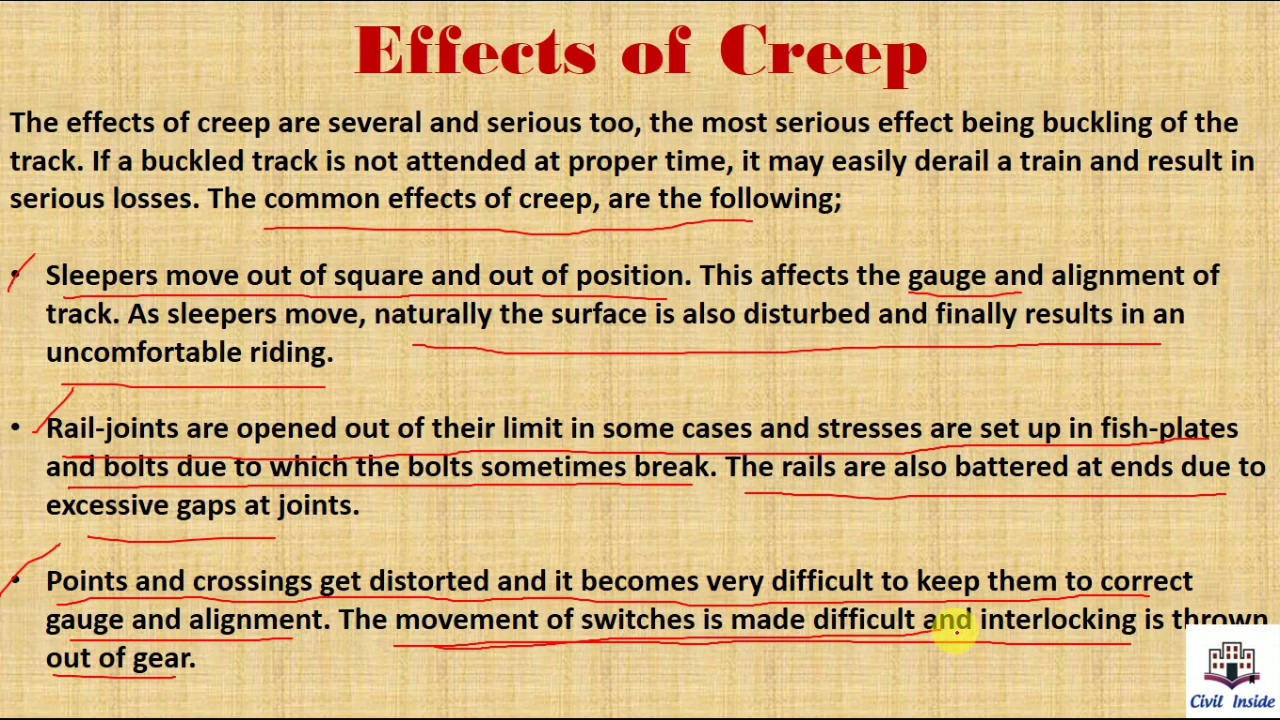 Effects of Creep
The effects of creep are several and serious too, the most serious effect being buckling of the
track. If a buckled track is not attended at proper time, it may easily derail a train and result in
serious losses. The common effects of creep, are the following;
• Sleepers move out of square and out of position. This affects the gauge and alignment of
track. As sleepers move, naturally the surface is also disturbed and finally results in an
uncomfortable riding.
• Rail-joints are opened out of their limit in some cases and stresses are set up in fish-plates
and bolts due to which the bolts sometimes break. The rails are also battered at ends due to
excessive gaps at joints.
• Points and crossings get distorted and it becomes very difficult to keep them to correct
gauge and alignment. The movement of switches is made difficult and interlocking is thrown
out of gear.
Civil Inside